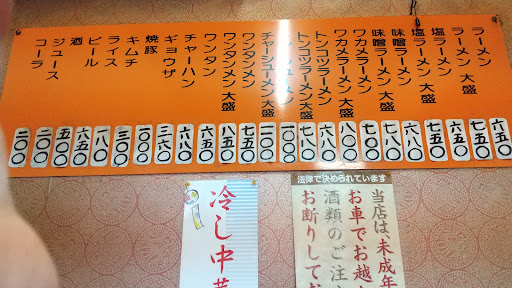 ラーメン 六五〇
ラーメン 大盛 七五〇
塩ラーメン 六五〇
塩ラーメン 大盛 七五〇
味噌ラーメン 六八〇
味噌ラーメン 大盛 七八〇
ワカメラーメン 七〇〇
ワカメラーメン 大盛 八〇〇
トンコツラーメン 六八〇
トンコツラーメン 大盛 七八〇
チャーシューメン 一〇〇〇
チャーシューメン 大盛
ワンタンメン 七五〇
ワンタンメン 大盛 八五〇
ワンタン 六五〇
チャーハン 六八〇
ギョウザ 三六〇
焼豚
キムチ 三〇〇
ライス 一八〇
ビール 六五〇
酒 五〇〇
ジュース 二〇〇
コーラ 二〇〇
冷し中
法律で決められています
当店は、未成年
お車でお越
酒類のご注
お断りして